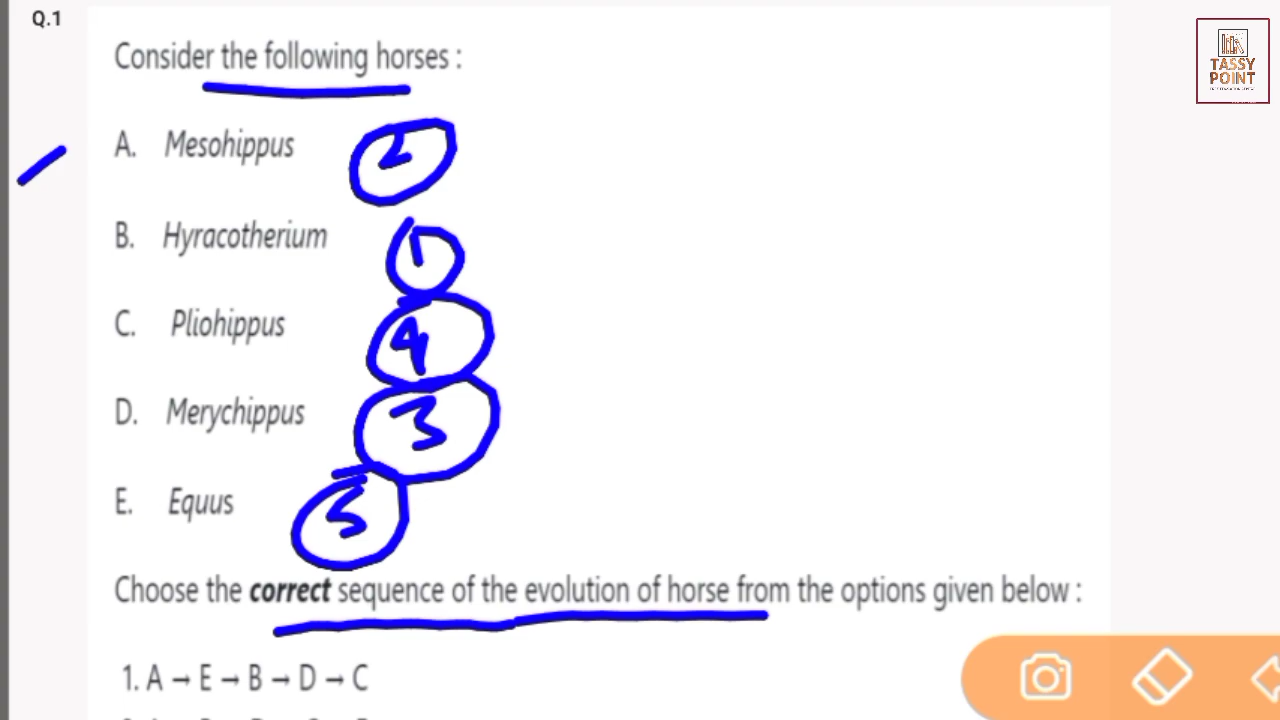 Q.1
Consider the following horses :
TASSY
POINT
A. Mesohippus 2
B. Hyracotherium 1
C. Pliohippus 4
D. Merychippus 3
E. Equus 5
Choose the correct sequence of the evolution of horse from the options given below :
1. A → E → B → D → C